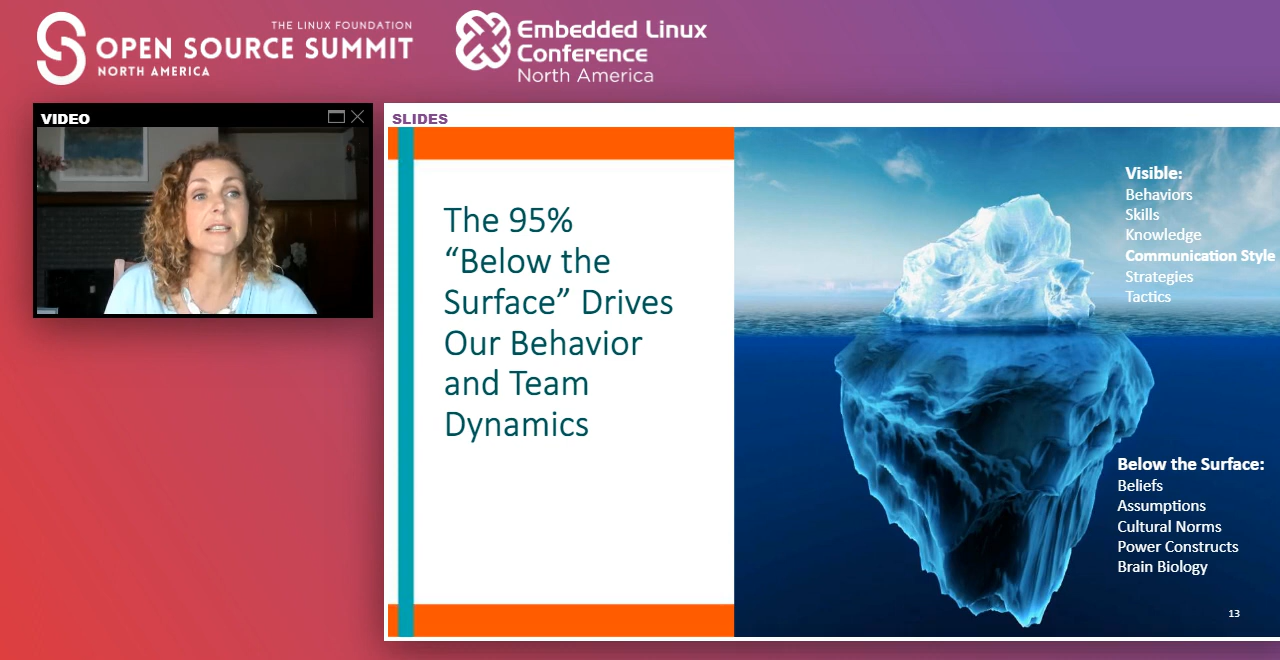 THE LINUX FOUNDATION
OPEN SOURCE SUMMIT
NORTH AMERICA
Embedded Linux
Conference
North America
VIDEO
SLIDES
The 95%
“Below the
Surface” Drives
Our Behavior
and Team
Dynamics
Visible:
Behaviors
Skills
Knowledge
Communication Style
Strategies
Tactics
Below the Surface:
Beliefs
Assumptions
Cultural Norms
Power Constructs
Brain Biology
13